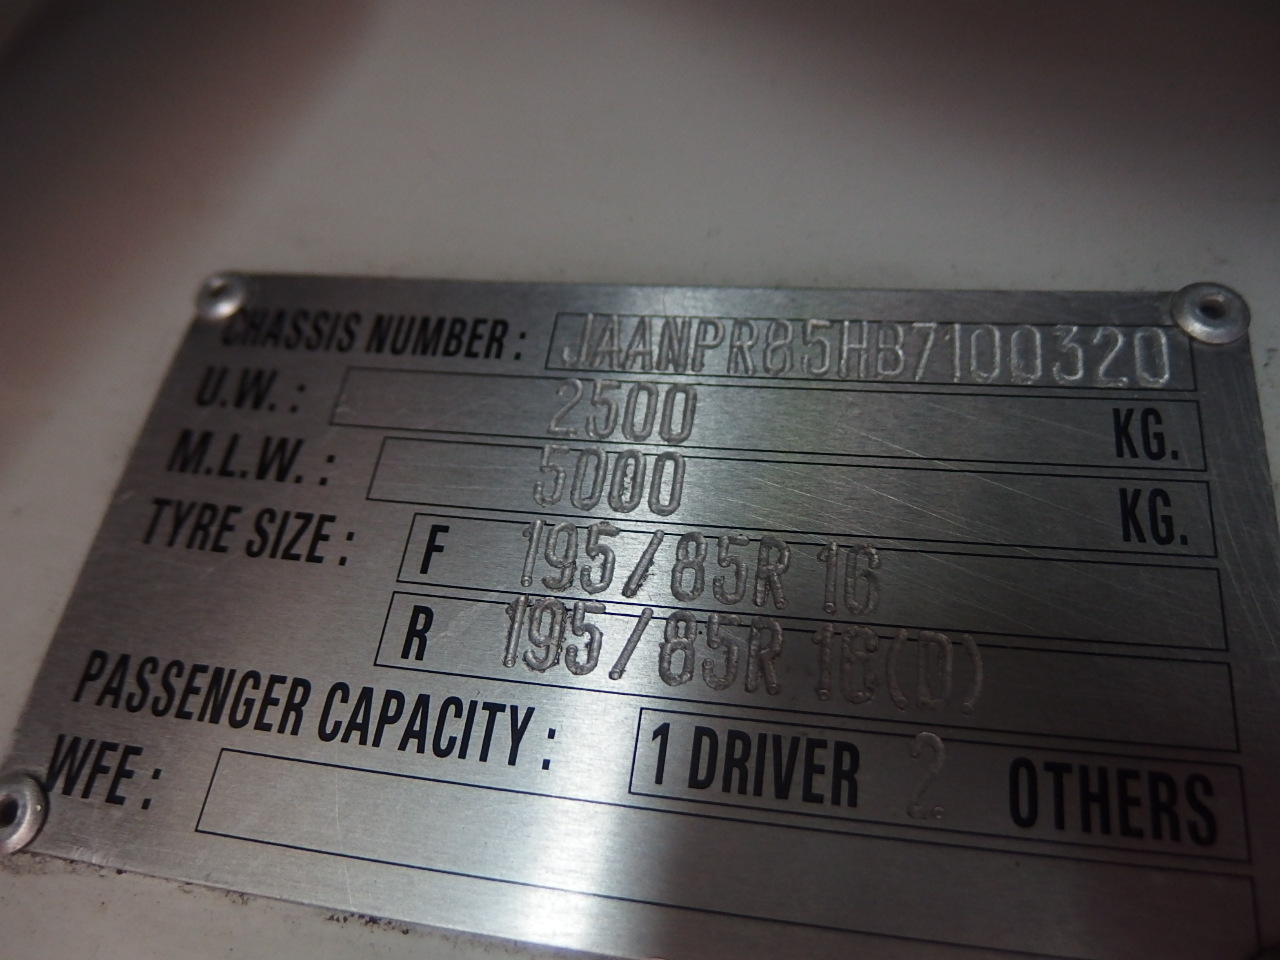 CHASSIS NUMBER: JAANPR85HB7100320
U.W.: 2500 KG.
M.L.W.: 5000 KG.
TYRE SIZE: F 195/85R 16
R 195/85R 16(D)
PASSENGER CAPACITY: 1 DRIVER 2 OTHERS
WFE: